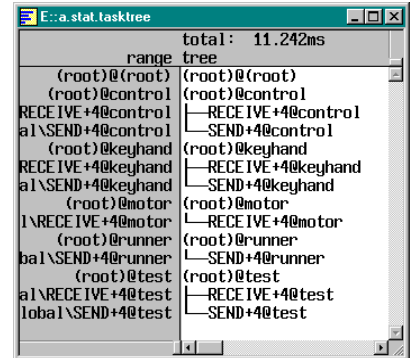 E::a.stat.tasktree
total: 11.242ms
range tree
(root)@(root) (root)@(root)
(root)@control (root)@control
RECEIVE+4@control ├─RECEIVE+4@control
al\SEND+4@control └─SEND+4@control
(root)@keyhand (root)@keyhand
RECEIVE+4@keyhand ├─RECEIVE+4@keyhand
al\SEND+4@keyhand └─SEND+4@keyhand
(root)@motor (root)@motor
l\RECEIVE+4@motor └─RECEIVE+4@motor
(root)@runner (root)@runner
bal\SEND+4@runner └─SEND+4@runner
(root)@test (root)@test
al\RECEIVE+4@test ├─RECEIVE+4@test
lobal\SEND+4@test └─SEND+4@test